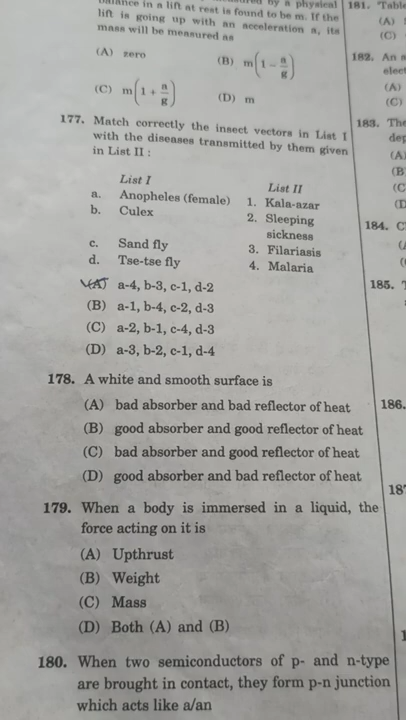 balance in a lift at rest is found to be m. If the
lift is going up with an acceleration a, its
mass will be measured as
(A) zero
(B) m(1 − a/g)
(C) m(1 + a/g)
(D) m
177. Match correctly the insect vectors in List I
with the diseases transmitted by them given
in List II :
List I
List II
a. Anopheles (female) 1. Kala-azar
b. Culex 2. Sleeping
sickness
c. Sand fly 3. Filariasis
d. Tse-tse fly 4. Malaria
(A) a-4, b-3, c-1, d-2
(B) a-1, b-4, c-2, d-3
(C) a-2, b-1, c-4, d-3
(D) a-3, b-2, c-1, d-4
178. A white and smooth surface is
(A) bad absorber and bad reflector of heat
(B) good absorber and good reflector of heat
(C) bad absorber and good reflector of heat
(D) good absorber and bad reflector of heat
179. When a body is immersed in a liquid, the
force acting on it is
(A) Upthrust
(B) Weight
(C) Mass
(D) Both (A) and (B)
180. When two semiconductors of p- and n-type
are brought in contact, they form p-n junction
which acts like a/an
181.
(A)
(C)
182. An
elect
(A)
(C)
183. The
dep
(A)
(B
(C
(D
184. C
185.
186.